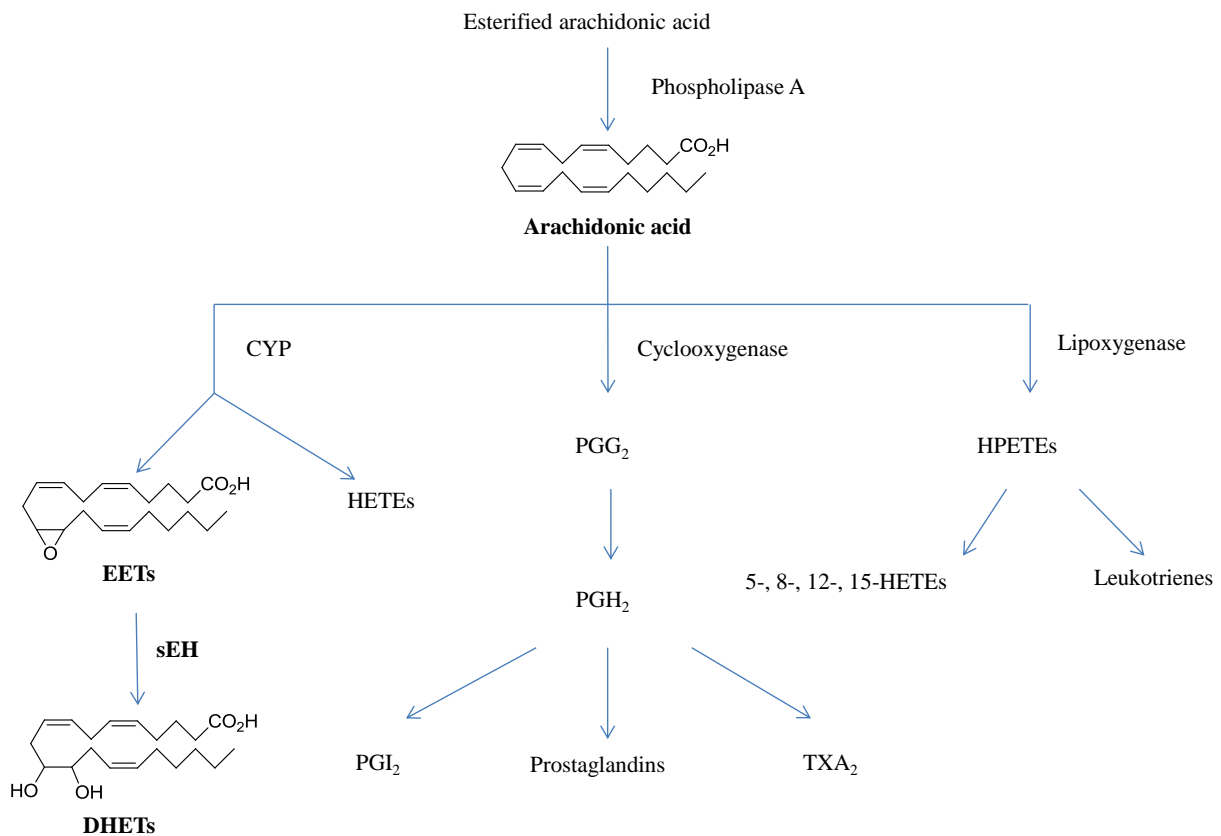 Esterified arachidonic acid
Phospholipase A
CO₂H
Arachidonic acid
CYP
Cyclooxygenase
Lipoxygenase
PGG₂
HPETEs
CO₂H
O
HETEs
EETs
5-, 8-, 12-, 15-HETEs
Leukotrienes
PGH₂
sEH
CO₂H
HO
OH
PGI₂
Prostaglandins
TXA₂
DHETs